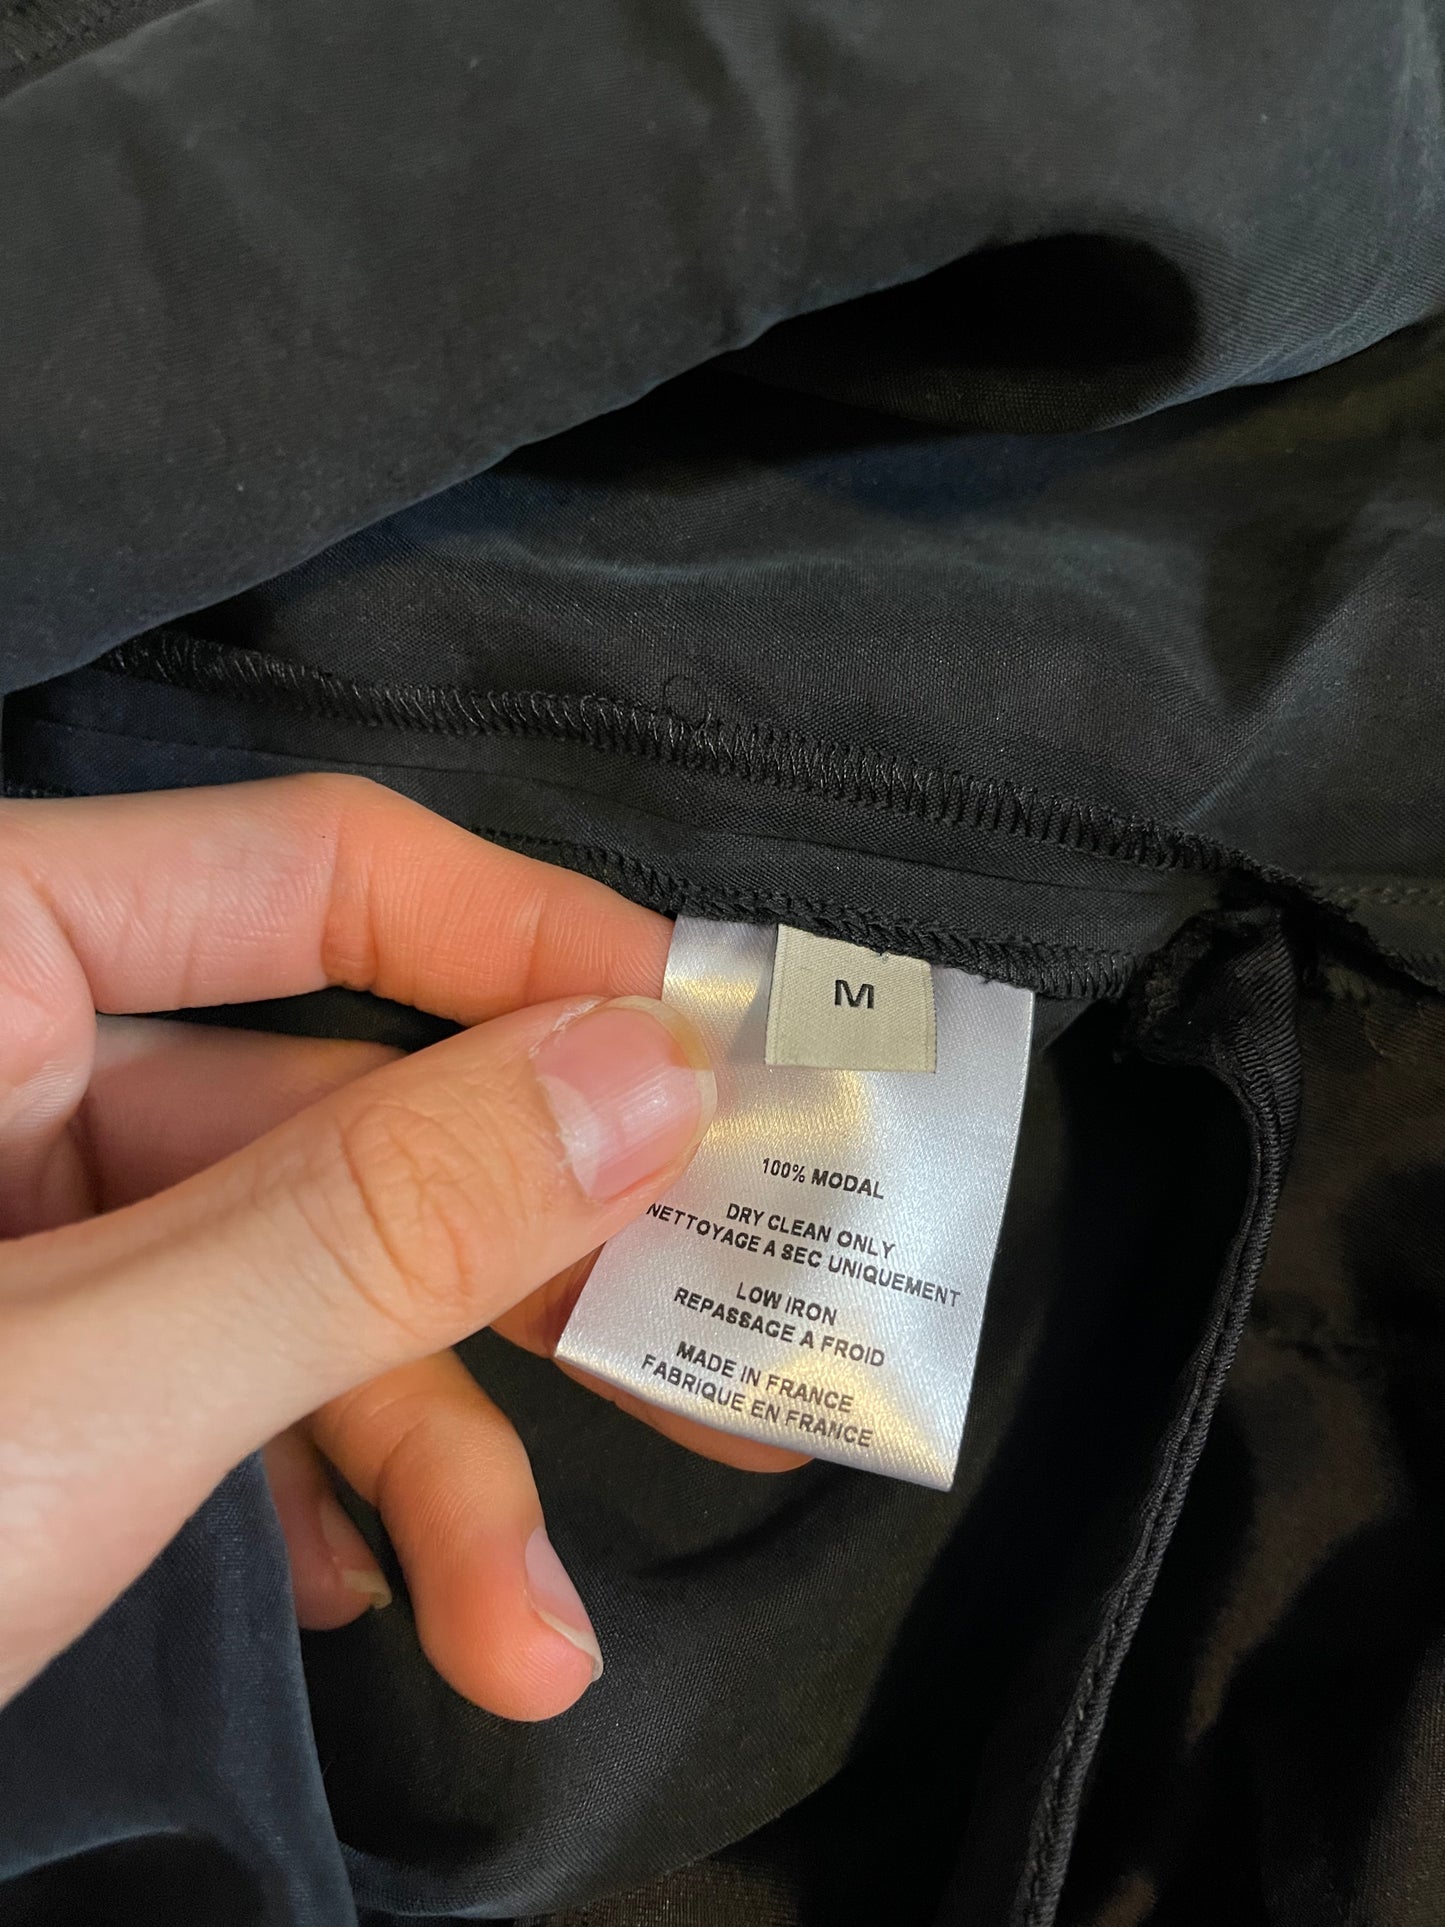 M
100% MODAL
DRY CLEAN ONLY
NETTOYAGE A SEC UNIQUEMENT
LOW IRON
REPASSAGE A FROID
MADE IN FRANCE
FABRIQUE EN FRANCE